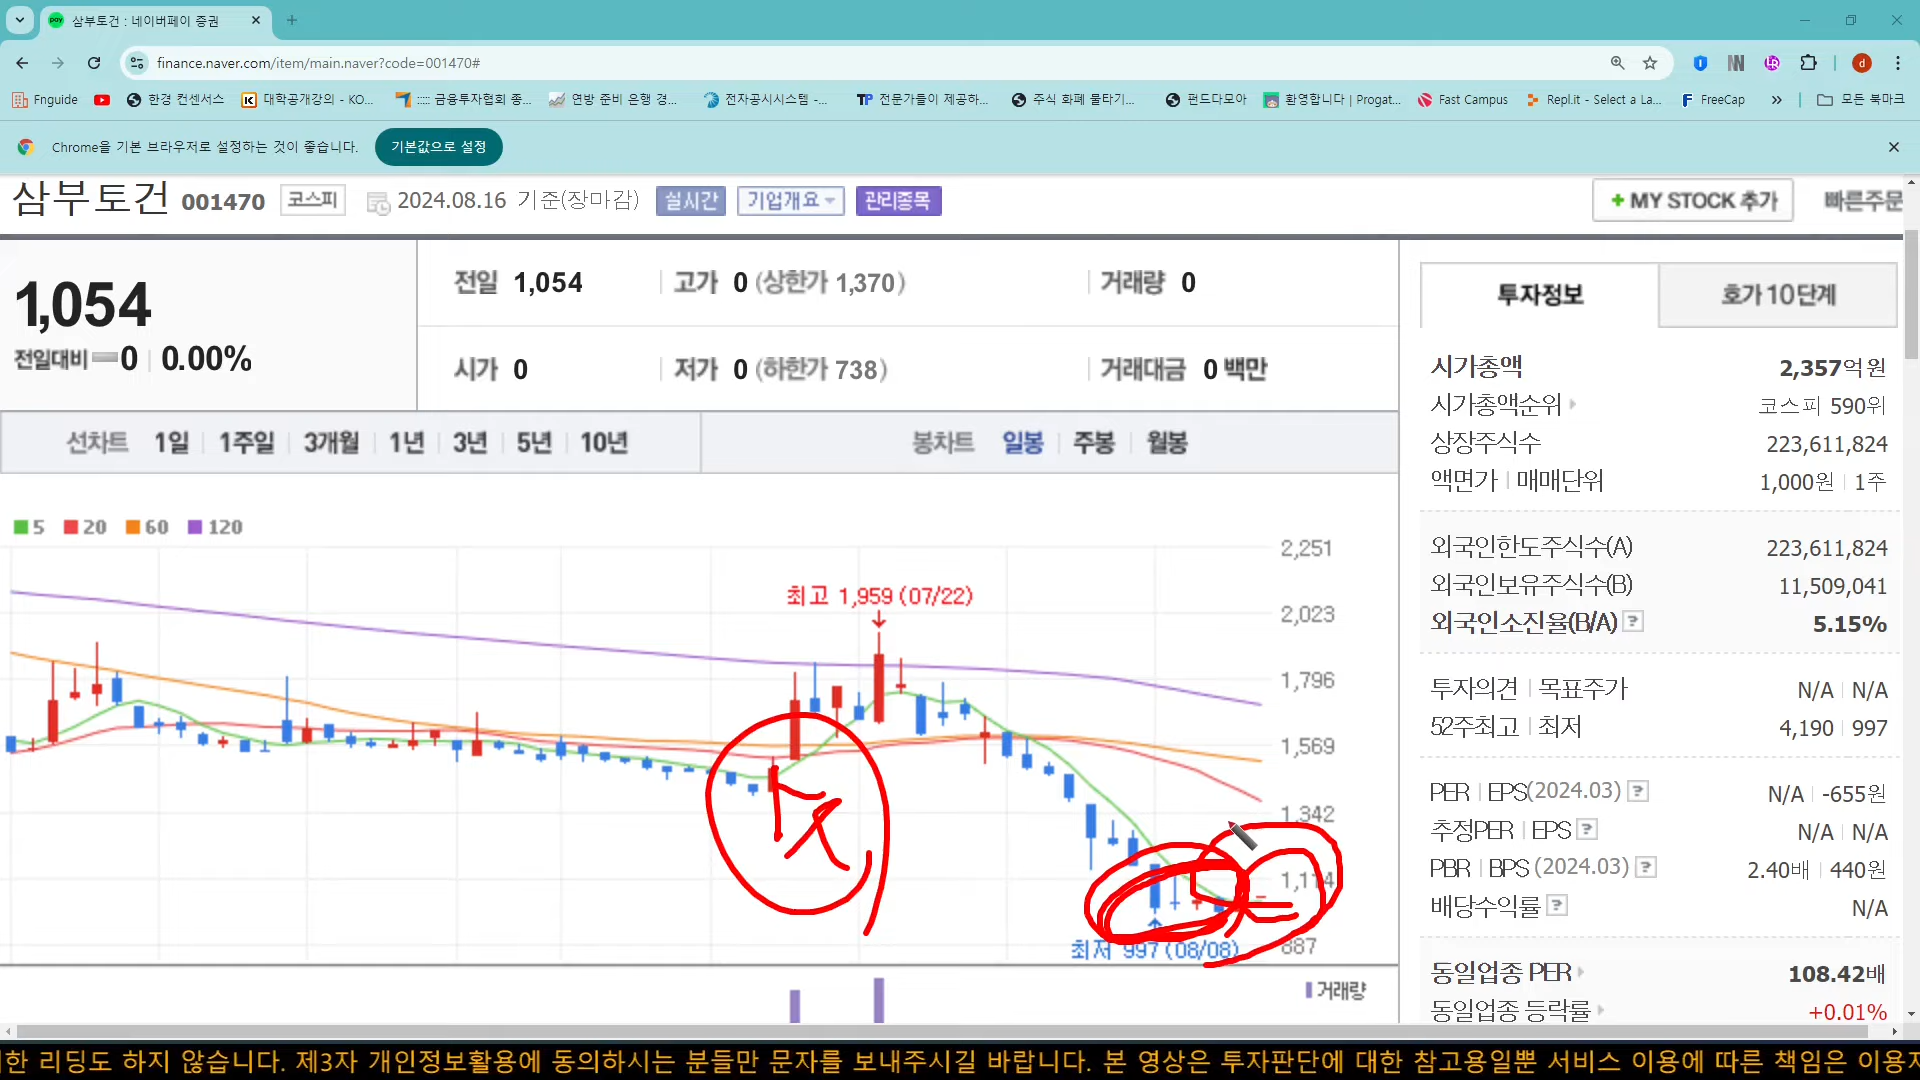 삼부토건 : 네이버페이 증권
finance.naver.com/item/main.naver?code=001470#
Fnguide 한경 컨센서스 대학공개강의 - KO... ::::: 금융투자협회 종... 연방 준비 은행 경... 전자공시시스템 -... 전문가들이 제공하... 주식 화폐 물타기... 펀드다모아 환영합니다 | Progat... Fast Campus Repl.it - Select a La... FreeCap » 모든 북마크
Chrome을 기본 브라우저로 설정하는 것이 좋습니다. 기본값으로 설정
삼부토건 001470 코스피 2024.08.16 기준(장마감) 실시간 기업개요 관리종목 + MY STOCK 추가 빠른주문
1,054
전일대비 0 | 0.00%
전일 1,054 고가 0 (상한가 1,370) 거래량 0
시가 0 저가 0 (하한가 738) 거래대금 0 백만
선차트 1일 1주일 3개월 1년 3년 5년 10년 봉차트 일봉 주봉 월봉
5 20 60 120
최고 1,959 (07/22)
최저 997 (08/08)
2,251
2,023
1,796
1,569
1,342
1,114
887
거래량
투자정보 호가 10단계
시가총액 2,357억원
시가총액순위 코스피 590위
상장주식수 223,611,824
액면가 | 매매단위 1,000원 | 1주
외국인한도주식수(A) 223,611,824
외국인보유주식수(B) 11,509,041
외국인소진율(B/A) ? 5.15%
투자의견 | 목표주가 N/A | N/A
52주최고 | 최저 4,190 | 997
PER | EPS(2024.03) ? N/A | -655원
추정PER | EPS ? N/A | N/A
PBR | BPS (2024.03) ? 2.40배 | 440원
배당수익률 ? N/A
동일업종 PER 108.42배
동일업종 등락률 +0.01%
한 리딩도 하지 않습니다. 제3자 개인정보활용에 동의하시는 분들만 문자를 보내주시길 바랍니다. 본 영상은 투자판단에 대한 참고용일뿐 서비스 이용에 따른 책임은 이용자